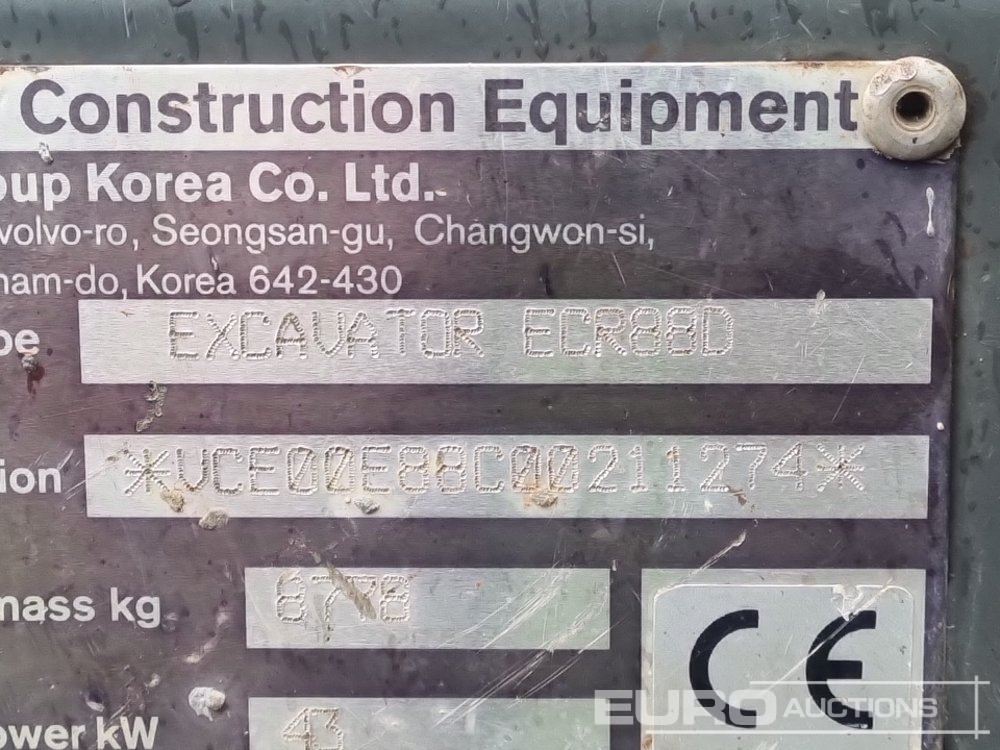 Construction Equipment
oup Korea Co. Ltd.
volvo-ro, Seongsan-gu, Changwon-si,
nam-do, Korea 642-430
pe EXCAVATOR ECR88D
ion *VCE00E88C00211274*
mass kg 8778
ower kW 43
CE
EURO AUCTIONS